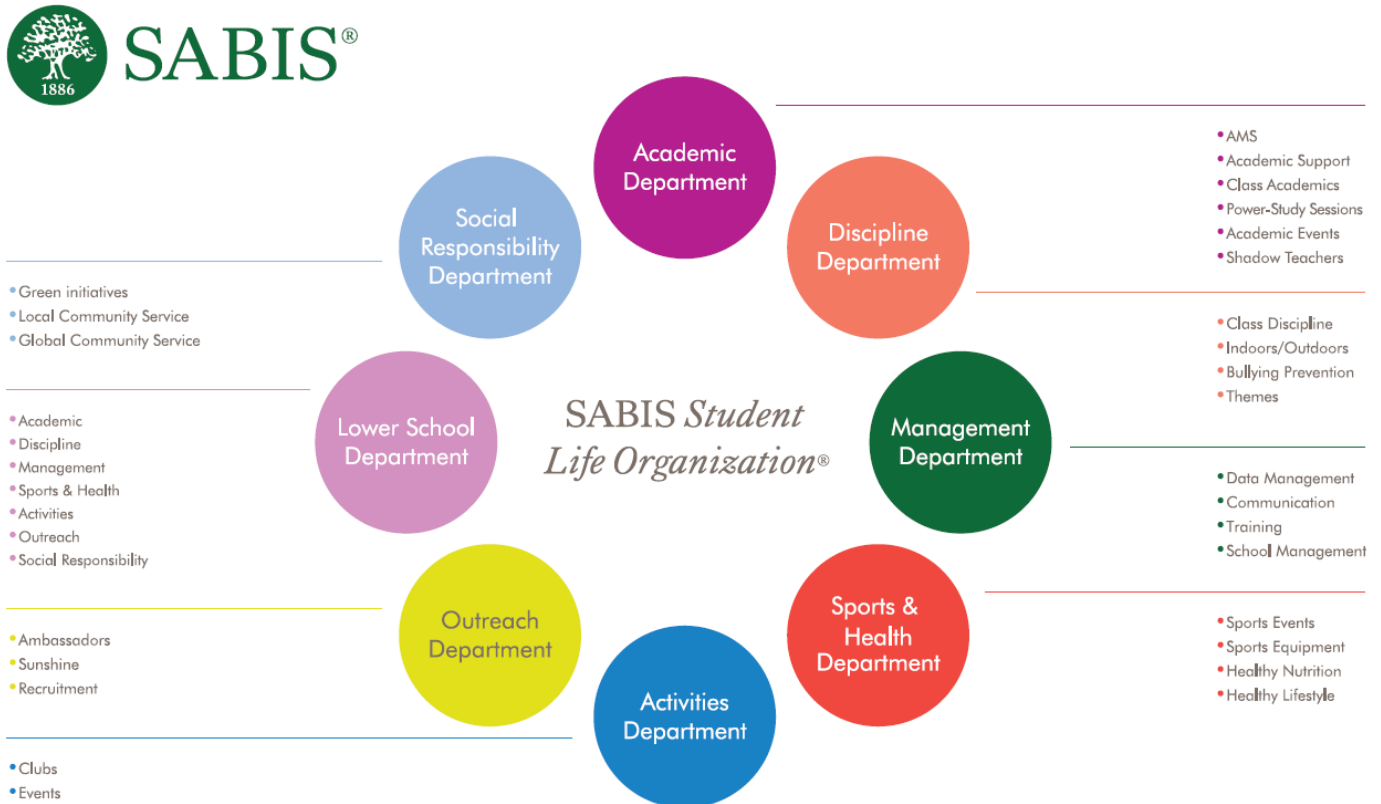 SABIS®
1886
Academic
Department
• AMS
• Academic Support
• Class Academics
• Power-Study Sessions
• Academic Events
• Shadow Teachers
Discipline
Department
• Class Discipline
• Indoors/Outdoors
• Bullying Prevention
• Themes
Management
Department
• Data Management
• Communication
• Training
• School Management
Sports &
Health
Department
• Sports Events
• Sports Equipment
• Healthy Nutrition
• Healthy Lifestyle
Activities
Department
• Clubs
• Events
Outreach
Department
• Ambassadors
• Sunshine
• Recruitment
Lower School
Department
• Academic
• Discipline
• Management
• Sports & Health
• Activities
• Outreach
• Social Responsibility
Social
Responsibility
Department
• Green initiatives
• Local Community Service
• Global Community Service
SABIS Student
Life Organization®